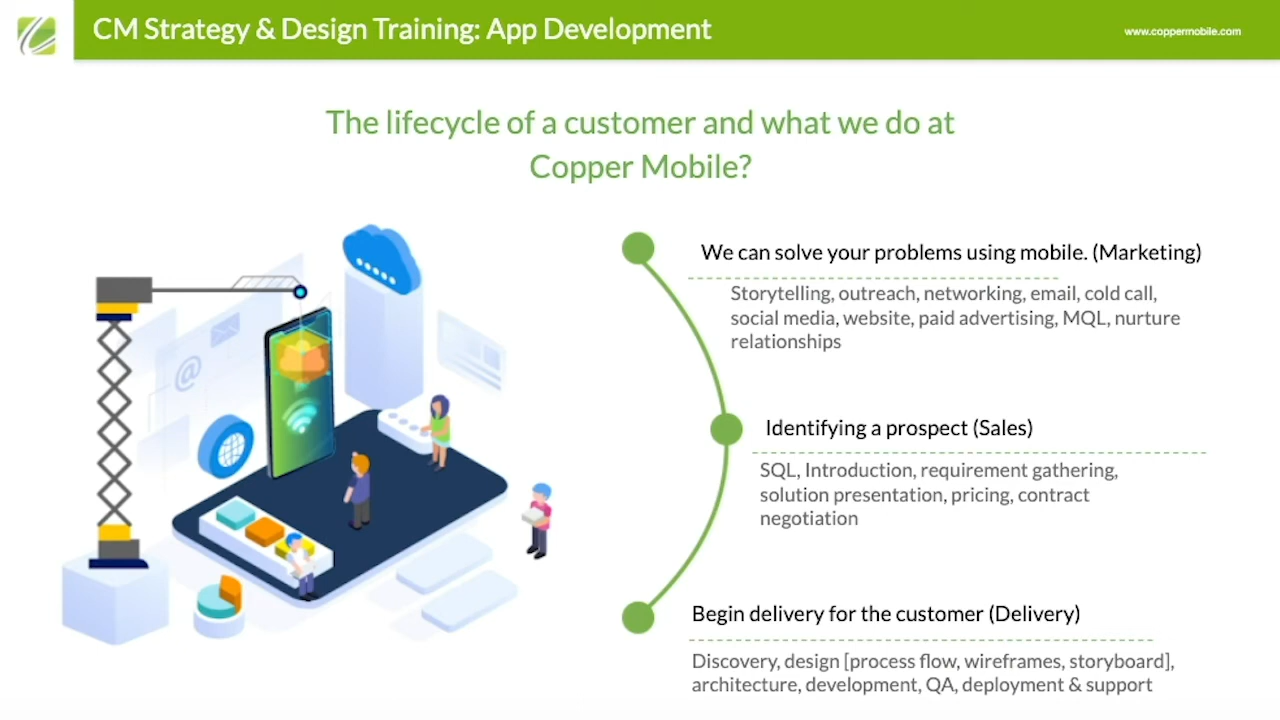 CM Strategy & Design Training: App Development
www.coppermobile.com
The lifecycle of a customer and what we do at
Copper Mobile?
We can solve your problems using mobile. (Marketing)
Storytelling, outreach, networking, email, cold call,
social media, website, paid advertising, MQL, nurture
relationships
Identifying a prospect (Sales)
SQL, Introduction, requirement gathering,
solution presentation, pricing, contract
negotiation
Begin delivery for the customer (Delivery)
Discovery, design [process flow, wireframes, storyboard],
architecture, development, QA, deployment & support
@